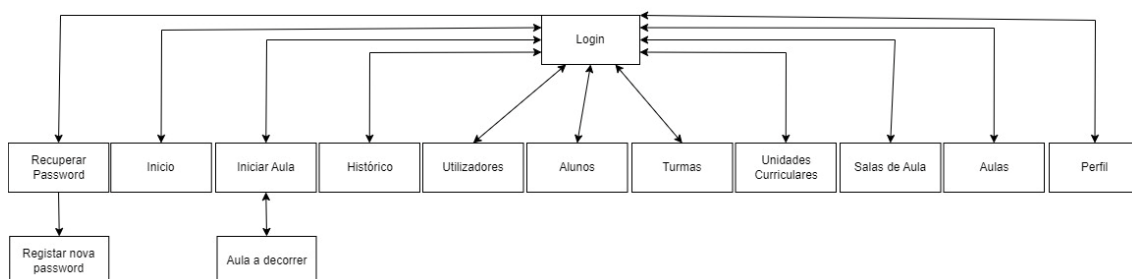 Login
Recuperar
Password
Inicio
Iniciar Aula
Histórico
Utilizadores
Alunos
Turmas
Unidades
Curriculares
Salas de Aula
Aulas
Perfil
Registar nova
password
Aula a decorrer